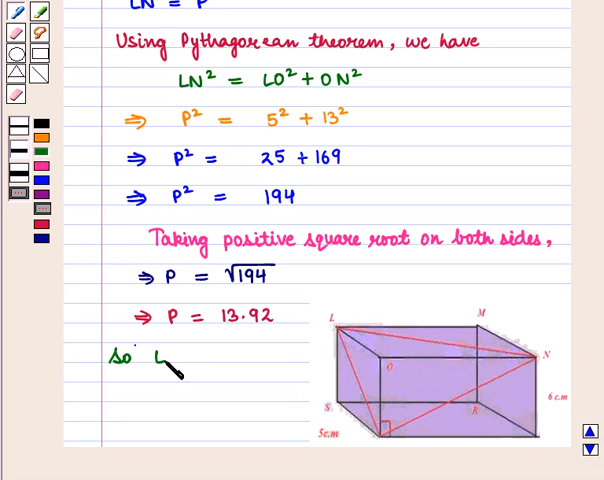 LN = P
Using Pythagorean theorem, we have
LN² = LO² + ON²
⇒ P² = 5² + 13²
⇒ P² = 25 + 169
⇒ P² = 194
Taking positive square root on both sides,
⇒ P = √194
⇒ P = 13.92
So L
L
M
O
N
S
R
6 c.m
5c.m